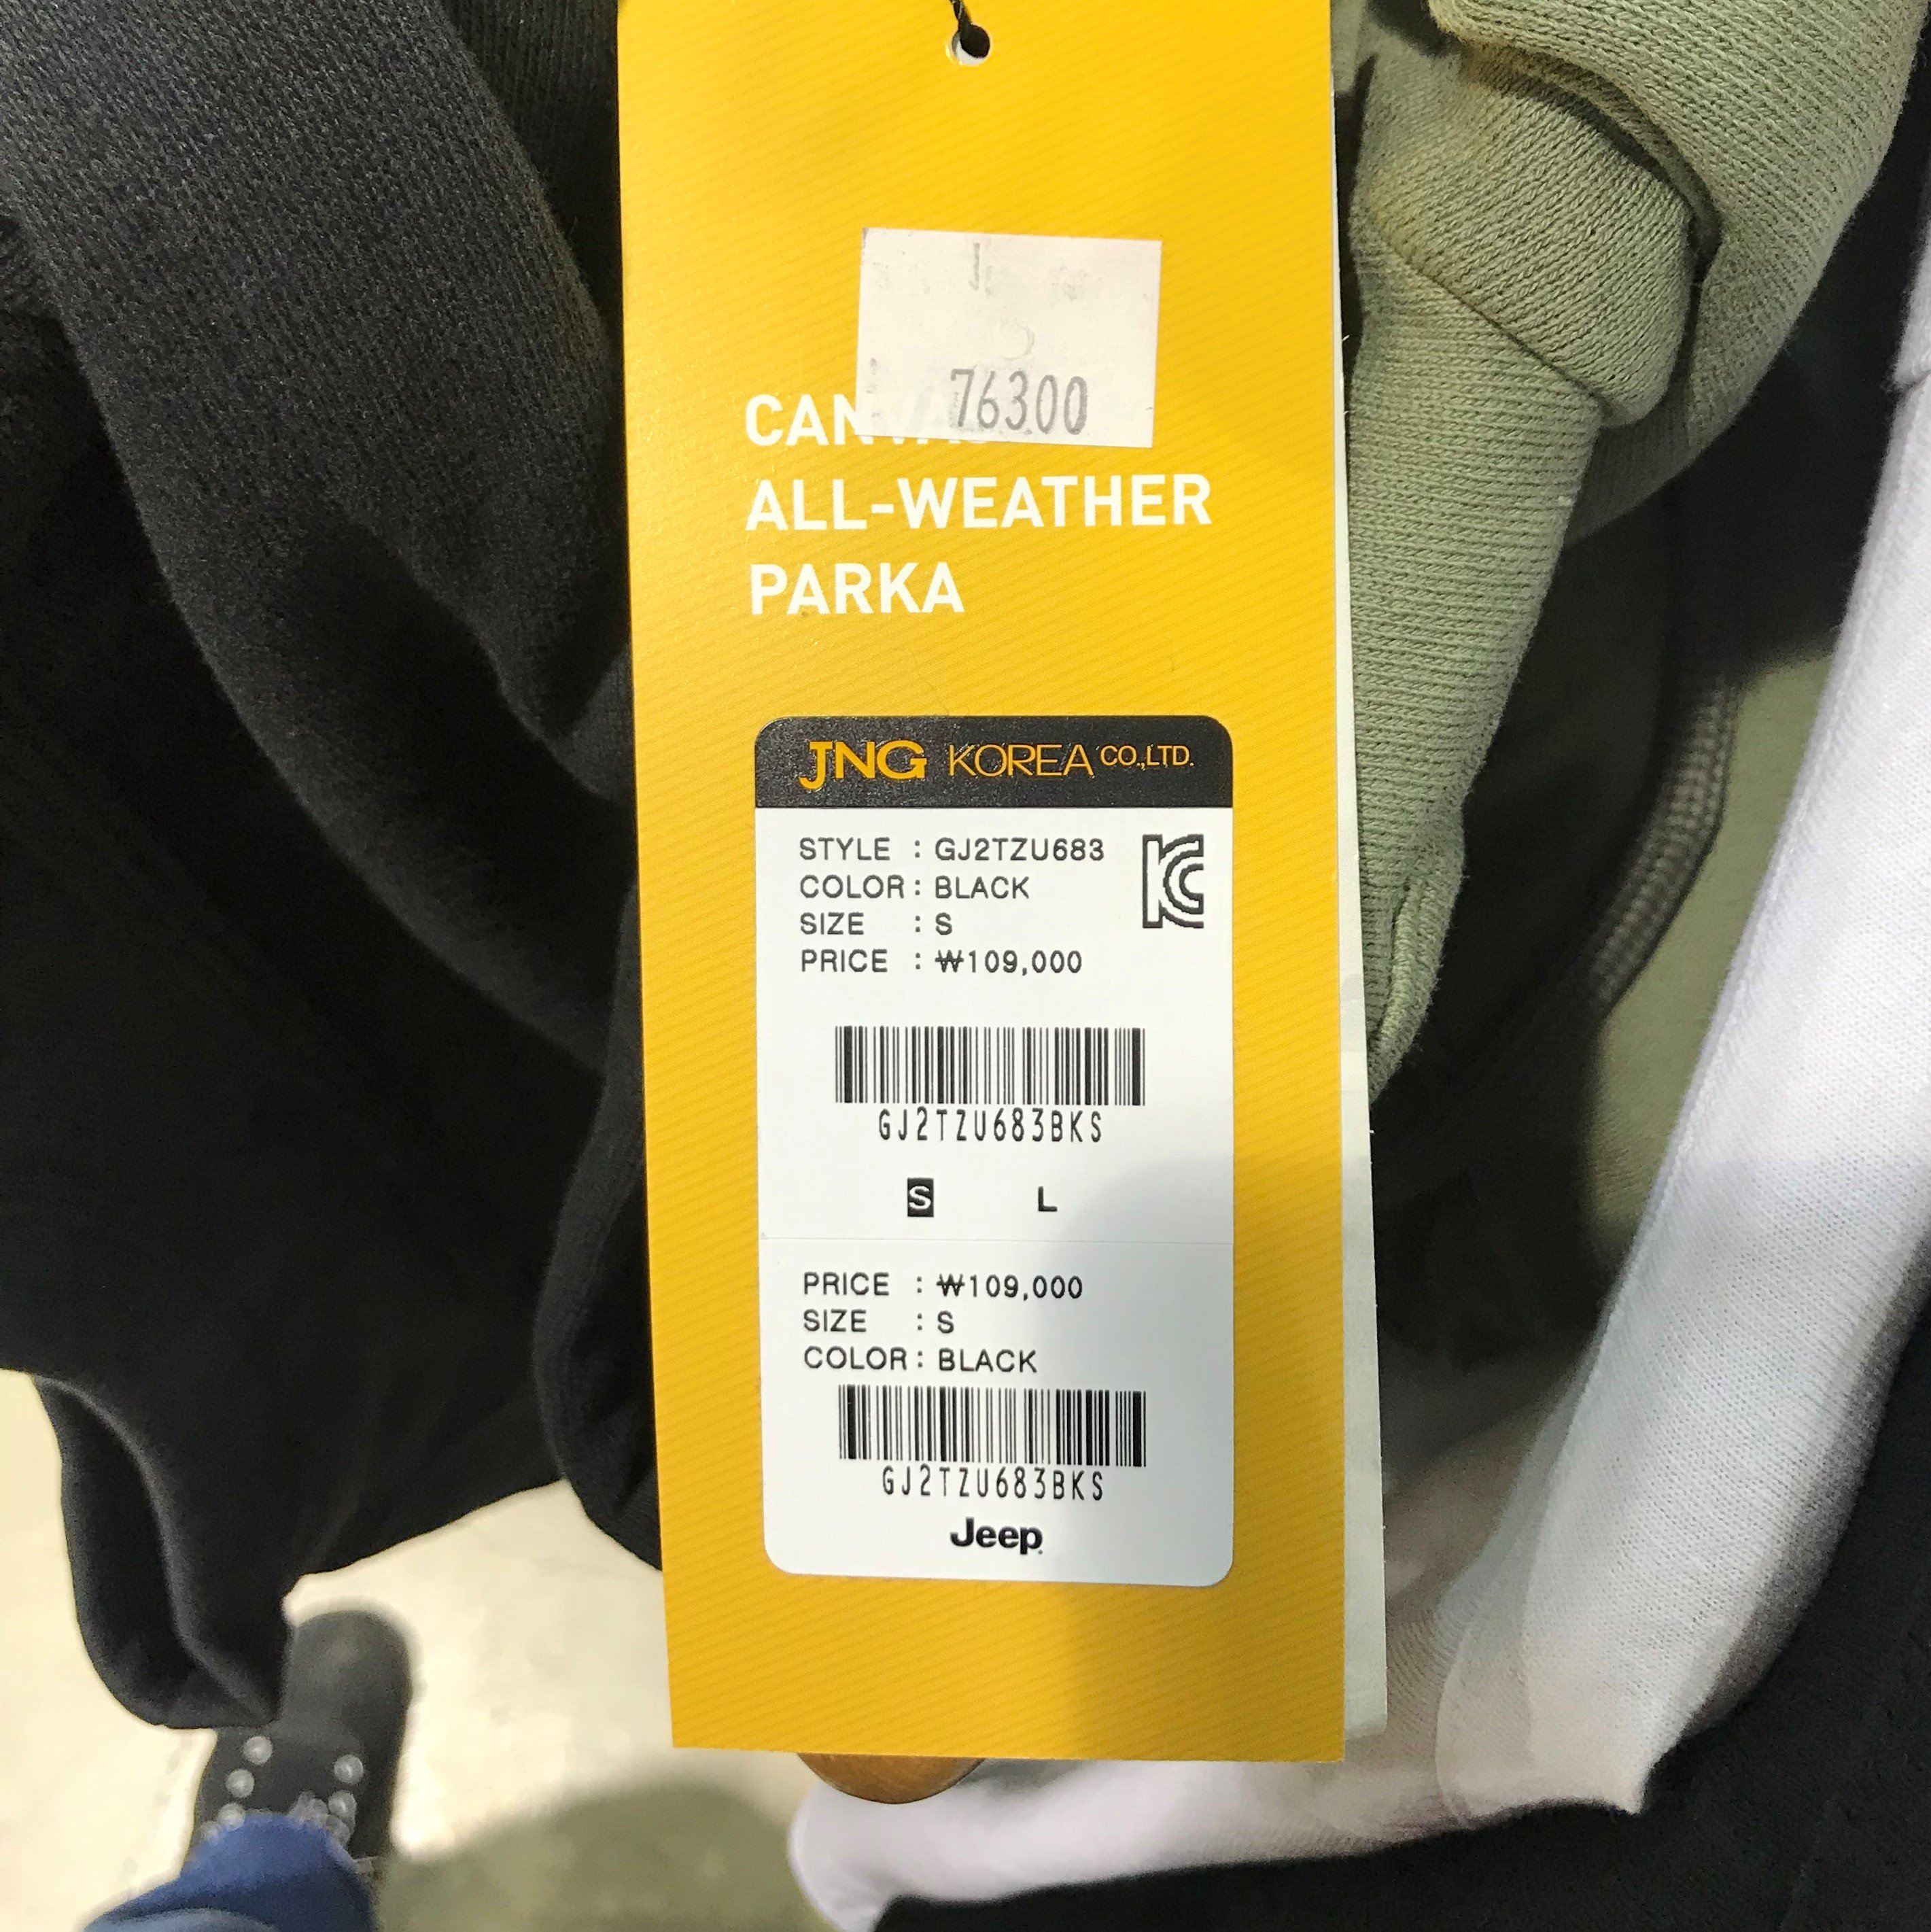 76300
ALL-WEATHER
PARKA
JNG KOREA CO.,LTD.
STYLE : GJ2TZU683
COLOR : BLACK
SIZE : S
PRICE : ₩109,000
GJ2TZU683BKS
S L
PRICE : ₩109,000
SIZE : S
COLOR : BLACK
GJ2TZU683BKS
Jeep